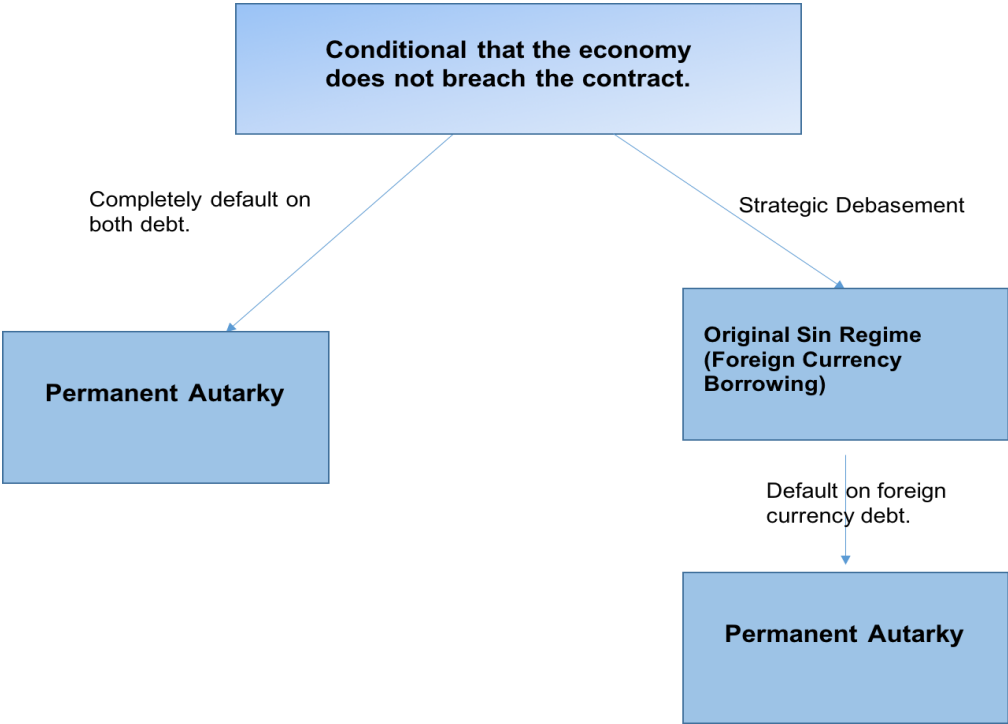 Conditional that the economy
does not breach the contract.
Completely default on
both debt.
Strategic Debasement
Permanent Autarky
Original Sin Regime
(Foreign Currency
Borrowing)
Default on foreign
currency debt.
Permanent Autarky